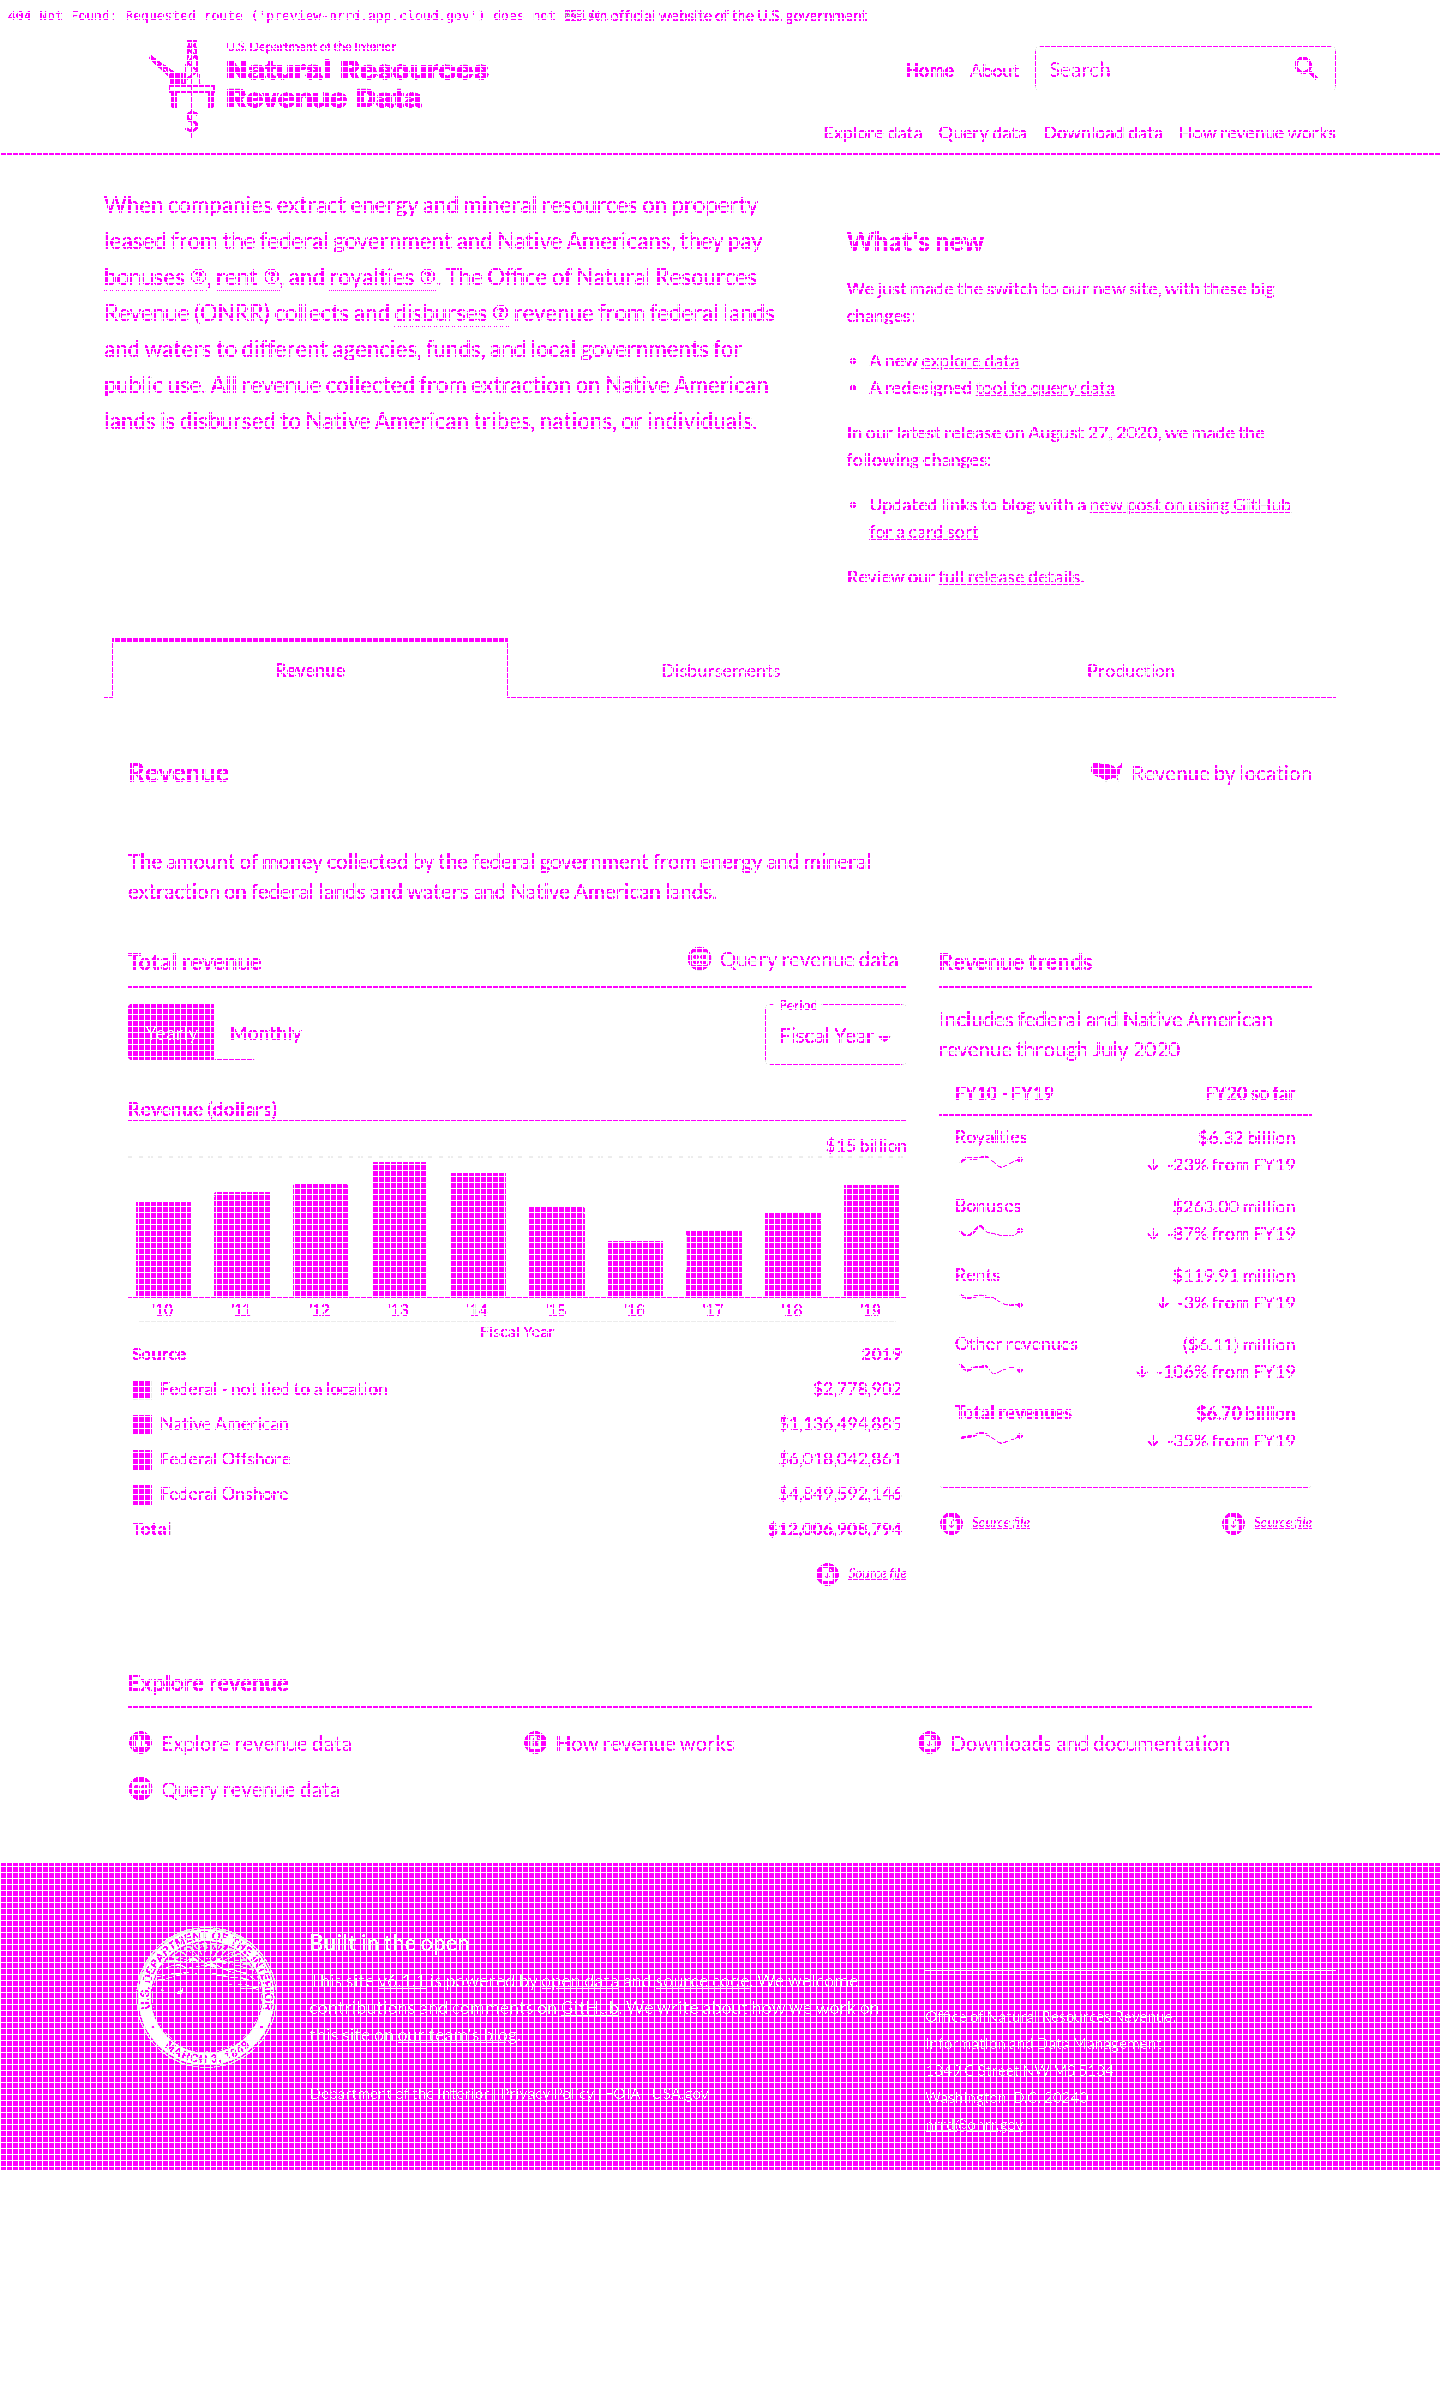 404 Not Found: Requested route ('preview-nrrd.app.cloud.gov') does not
An official website of the U.S. government
U.S. Department of the Interior
Natural Resources
Revenue Data
Home About Search
Explore data Query data Download data How revenue works
When companies extract energy and mineral resources on property
leased from the federal government and Native Americans, they pay
bonuses, rent, and royalties. The Office of Natural Resources
Revenue (ONRR) collects and disburses revenue from federal lands
and waters to different agencies, funds, and local governments for
public use. All revenue collected from extraction on Native American
lands is disbursed to Native American tribes, nations, or individuals.
What's new
We just made the switch to our new site, with these big
changes:
A new explore data
A redesigned tool to query data
In our latest release on August 27, 2020, we made the
following changes:
Updated links to blog with a new post on using GitHub
for a card sort
Review our full release details.
Revenue
Disbursements
Production
Revenue
Revenue by location
The amount of money collected by the federal government from energy and mineral
extraction on federal lands and waters and Native American lands.
Total revenue
Query revenue data
Yearly Monthly
Period
Fiscal Year
Revenue (dollars)
$15 billion
'10 '11 '12 '13 '14 '15 '16 '17 '18 '19
Fiscal Year
Source 2019
Federal - not tied to a location $2,778,902
Native American $1,136,494,885
Federal Offshore $6,018,042,861
Federal Onshore $4,849,592,146
Total $12,006,908,794
Source file
Revenue trends
Includes federal and Native American
revenue through July 2020
FY10 - FY19 FY20 so far
Royalties $6.32 billion
↓ -23% from FY19
Bonuses $263.00 million
↓ -87% from FY19
Rents $119.91 million
↓ -3% from FY19
Other revenues ($6.11) million
↓ -106% from FY19
Total revenues $6.70 billion
↓ -35% from FY19
Source file
Source file
Explore revenue
Explore revenue data
How revenue works
Downloads and documentation
Query revenue data
Built in the open
This site v6.1.1 is powered by open data and source code. We welcome
contributions and comments on GitHub. We write about how we work on
this site on our team's blog.
Department of the Interior | Privacy Policy | FOIA | USA.gov
Office of Natural Resources Revenue
Information and Data Management
1849 C Street NW MS 5134
Washington, D.C. 20240
nrrd@onrr.gov